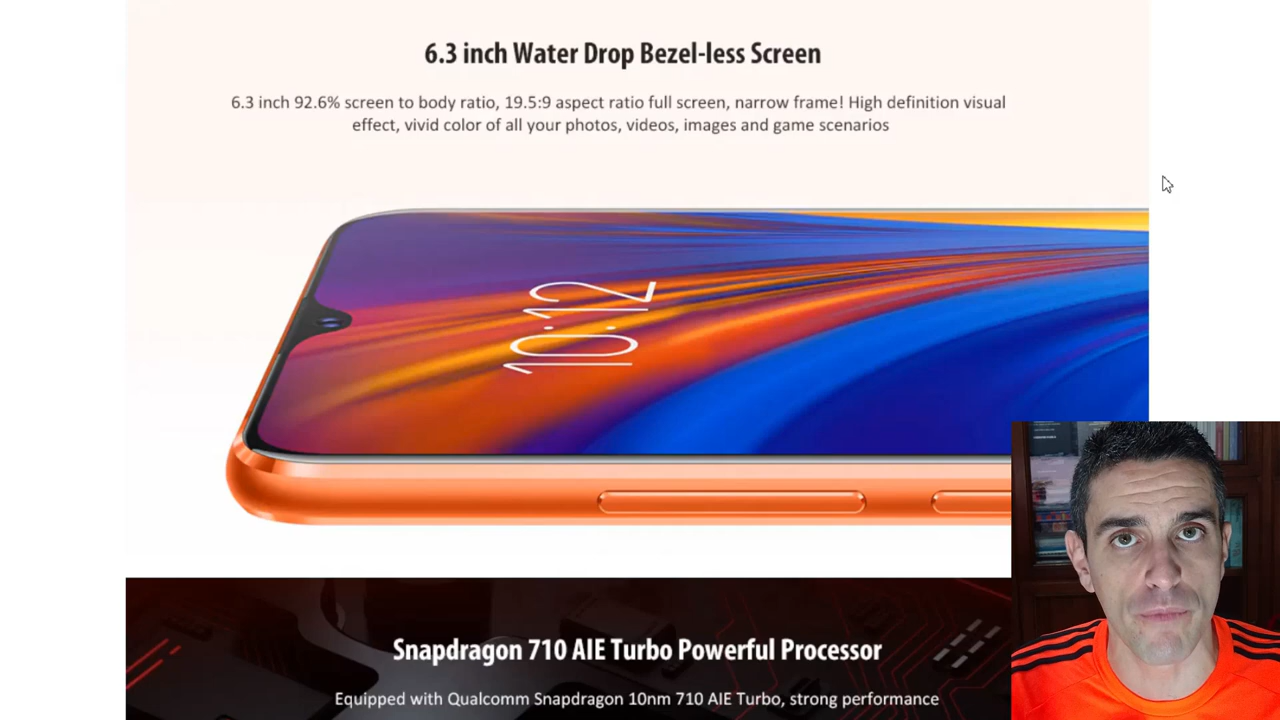 6.3 inch Water Drop Bezel-less Screen
6.3 inch 92.6% screen to body ratio, 19.5:9 aspect ratio full screen, narrow frame! High definition visual
effect, vivid color of all your photos, videos, images and game scenarios
10:12
Snapdragon 710 AIE Turbo Powerful Processor
Equipped with Qualcomm Snapdragon 10nm 710 AIE Turbo, strong performance